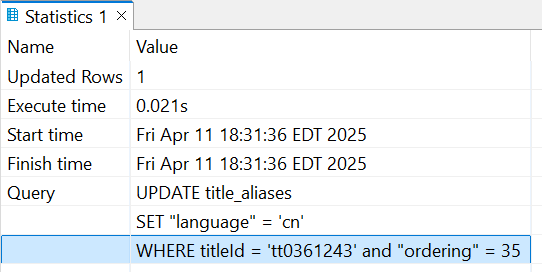 Statistics 1
Name Value
Updated Rows 1
Execute time 0.021s
Start time Fri Apr 11 18:31:36 EDT 2025
Finish time Fri Apr 11 18:31:36 EDT 2025
Query UPDATE title_aliases
SET "language" = 'cn'
WHERE titleId = 'tt0361243' and "ordering" = 35